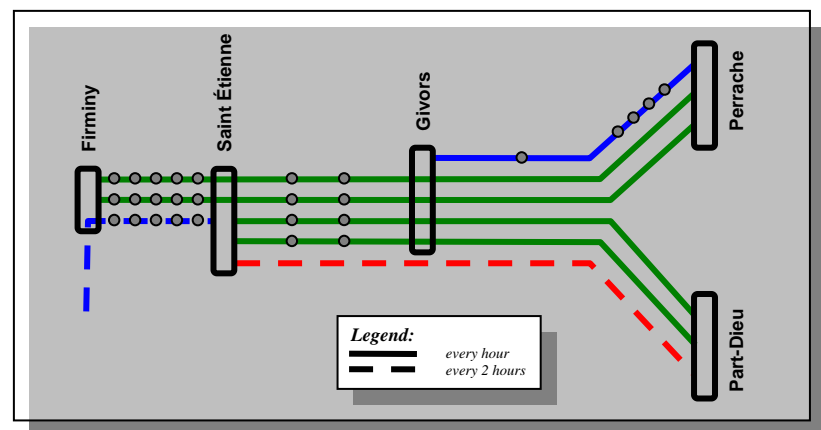 Firminy
Saint Étienne
Givors
Perrache
Part-Dieu
Legend:
every hour
every 2 hours